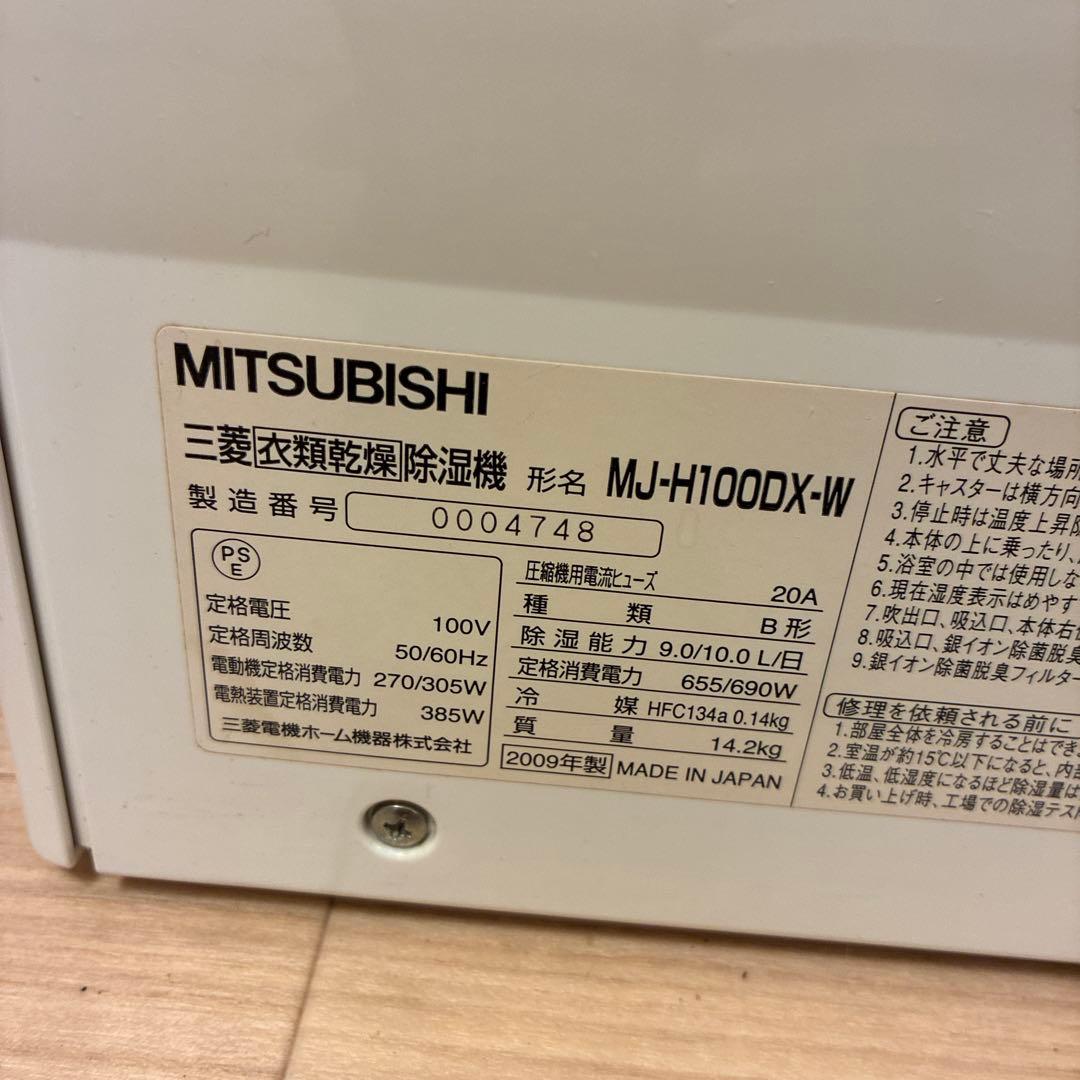 MITSUBISHI
三菱衣類乾燥除湿機 形名 MJ-H100DX-W
製造番号 0004748
PS
E
定格電圧 100V
定格周波数 50/60Hz
電動機定格消費電力 270/305W
電熱装置定格消費電力 385W
三菱電機ホーム機器株式会社
圧縮機用電流ヒューズ 20A
種類 B形
除湿能力 9.0/10.0 L/日
定格消費電力 655/690W
冷媒 HFC134a 0.14kg
質量 14.2kg
2009年製 MADE IN JAPAN
ご注意
1.水平で丈夫な場所
2.キャスターは横方向
3.停止時は温度上昇
4.本体の上に乗ったり、
5.浴室の中では使用しな
6.現在湿度表示はめやす
7.吹出口、吸込口、本体右
8.吸込口、銀イオン除菌脱臭
9.銀イオン除菌脱臭フィルター
修理を依頼される前に
1.部屋全体を冷房することはでき
2.室温が約15℃以下になると、内部
3.低温、低湿度になるほど除湿量は
4.お買い上げ時、工場での除湿テスト